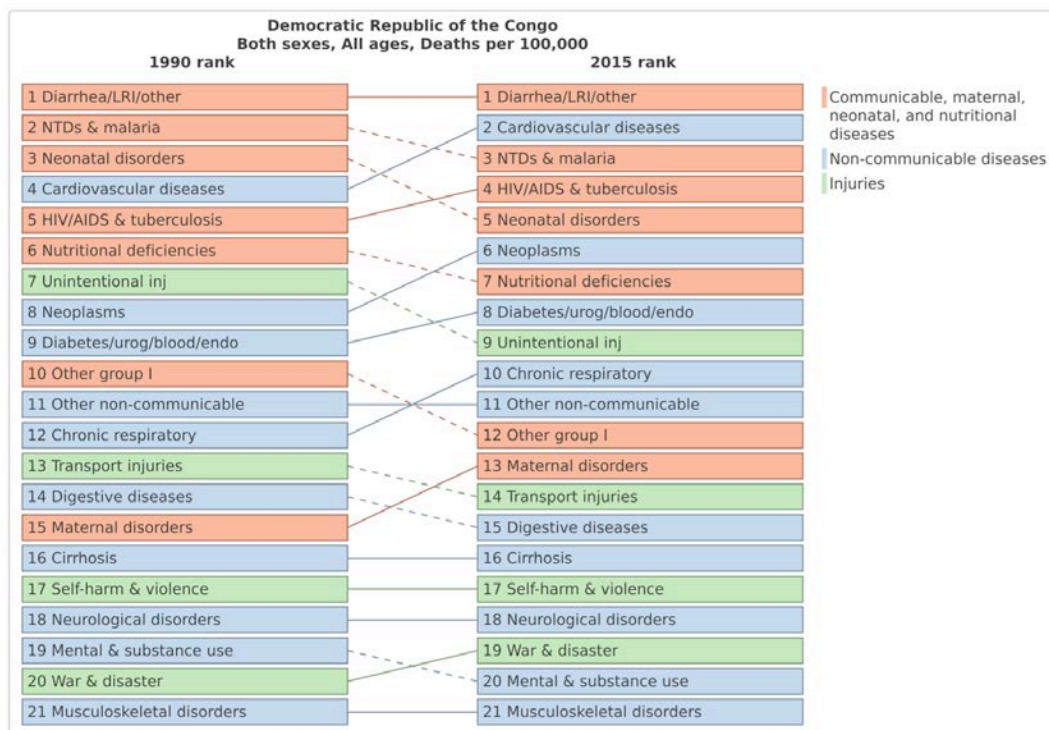 Democratic Republic of the Congo
Both sexes, All ages, Deaths per 100,000
1990 rank
2015 rank
1 Diarrhea/LRI/other
2 NTDs & malaria
3 Neonatal disorders
4 Cardiovascular diseases
5 HIV/AIDS & tuberculosis
6 Nutritional deficiencies
7 Unintentional inj
8 Neoplasms
9 Diabetes/urog/blood/endo
10 Other group I
11 Other non-communicable
12 Chronic respiratory
13 Transport injuries
14 Digestive diseases
15 Maternal disorders
16 Cirrhosis
17 Self-harm & violence
18 Neurological disorders
19 Mental & substance use
20 War & disaster
21 Musculoskeletal disorders
1 Diarrhea/LRI/other
2 Cardiovascular diseases
3 NTDs & malaria
4 HIV/AIDS & tuberculosis
5 Neonatal disorders
6 Neoplasms
7 Nutritional deficiencies
8 Diabetes/urog/blood/endo
9 Unintentional inj
10 Chronic respiratory
11 Other non-communicable
12 Other group I
13 Maternal disorders
14 Transport injuries
15 Digestive diseases
16 Cirrhosis
17 Self-harm & violence
18 Neurological disorders
19 War & disaster
20 Mental & substance use
21 Musculoskeletal disorders
Communicable, maternal,
neonatal, and nutritional
diseases
Non-communicable diseases
Injuries